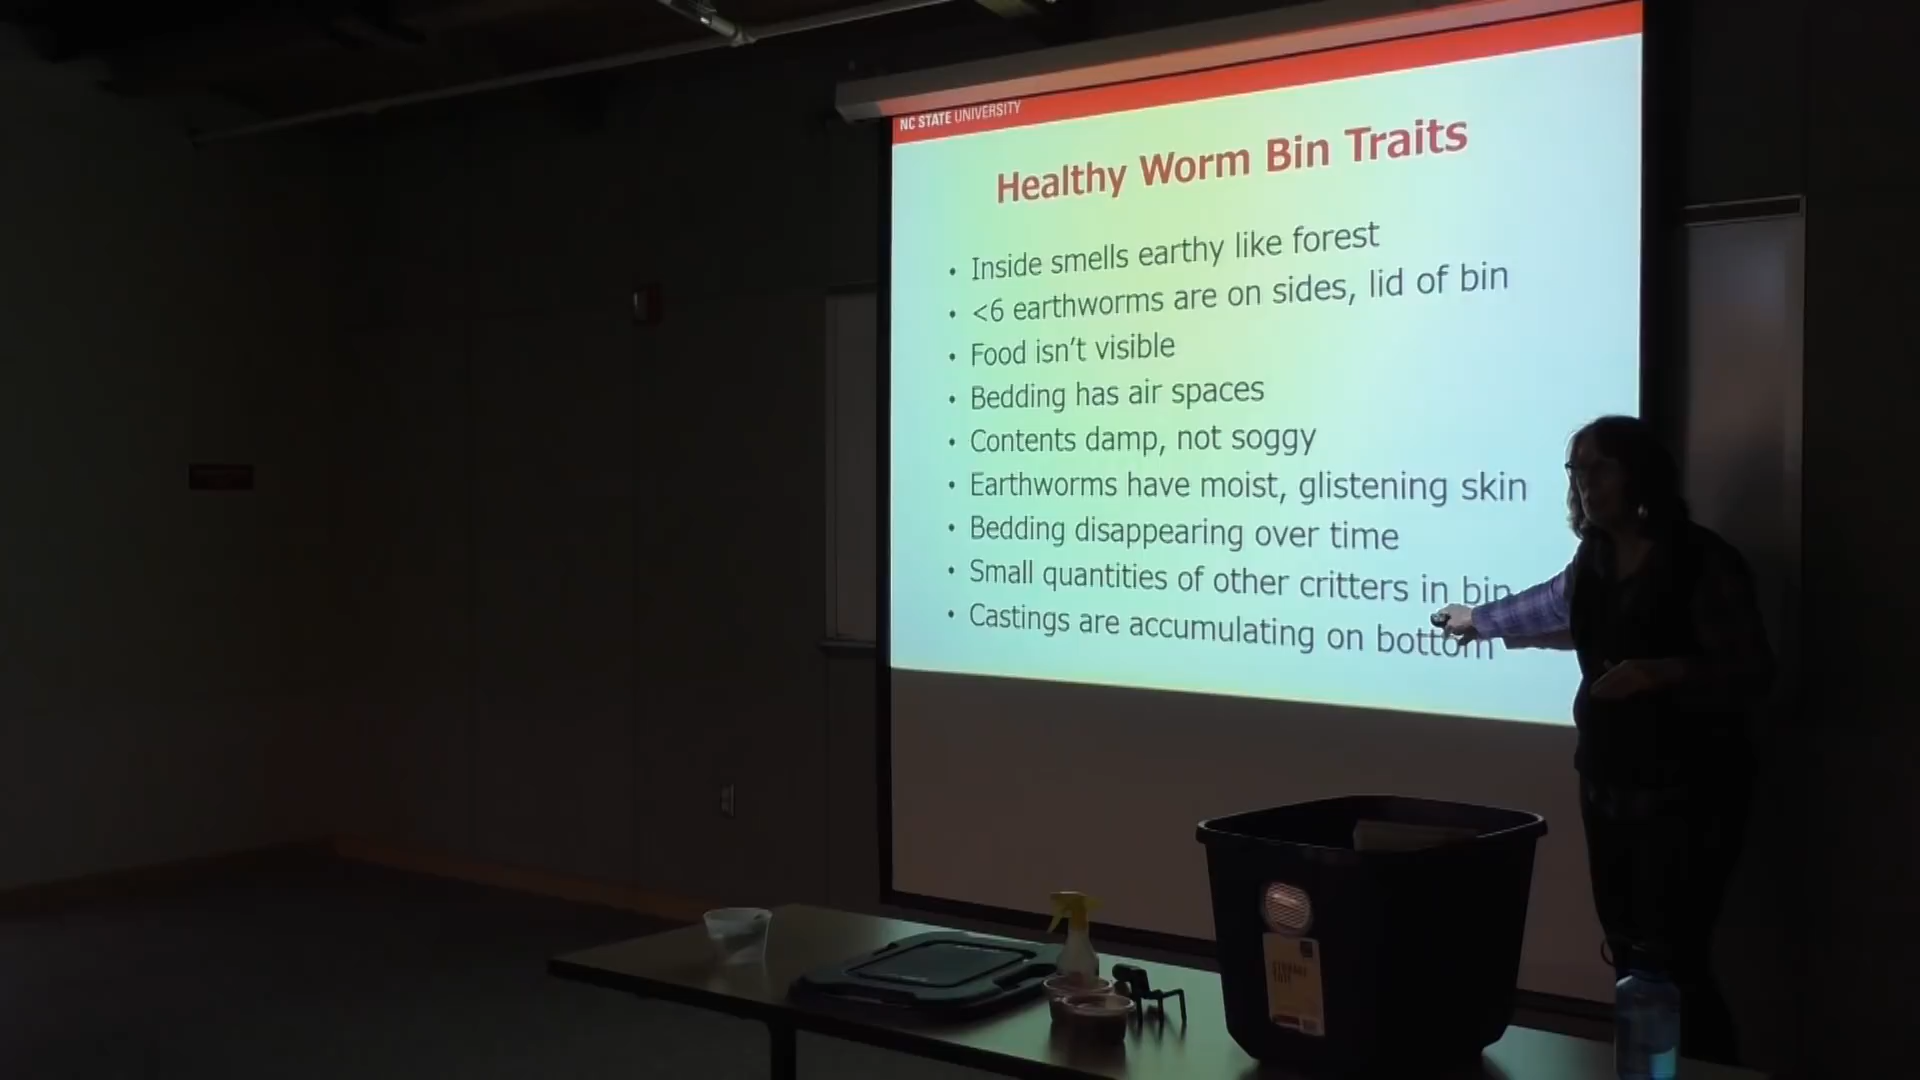 NC STATE UNIVERSITY
Healthy Worm Bin Traits
• Inside smells earthy like forest
• <6 earthworms are on sides, lid of bin
• Food isn't visible
• Bedding has air spaces
• Contents damp, not soggy
• Earthworms have moist, glistening skin
• Bedding disappearing over time
• Small quantities of other critters in bin
• Castings are accumulating on bottom